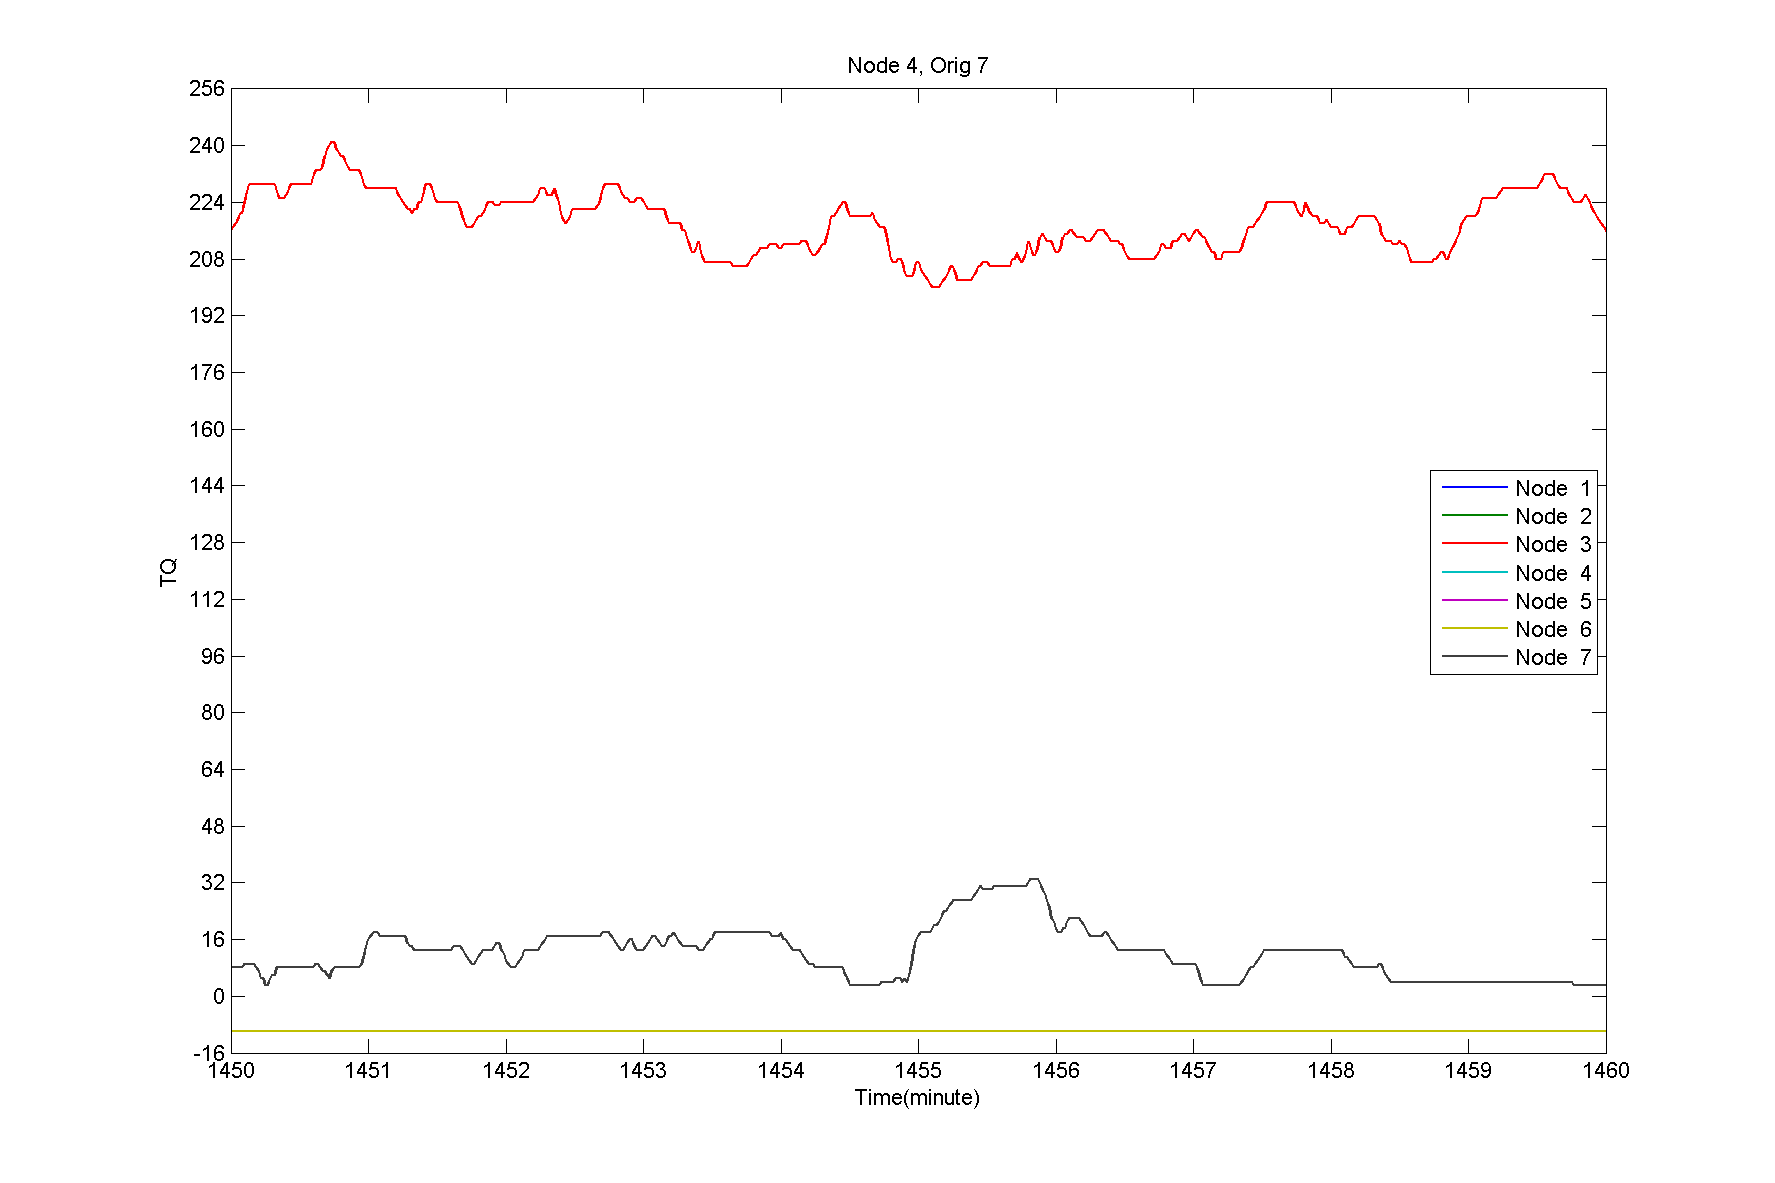 Node 4, Orig 7
256
240
224
208
192
176
160
144
128
112
96
80
64
48
32
16
0
-16
TQ
1450 1451 1452 1453 1454 1455 1456 1457 1458 1459 1460
Time(minute)
Node 1
Node 2
Node 3
Node 4
Node 5
Node 6
Node 7